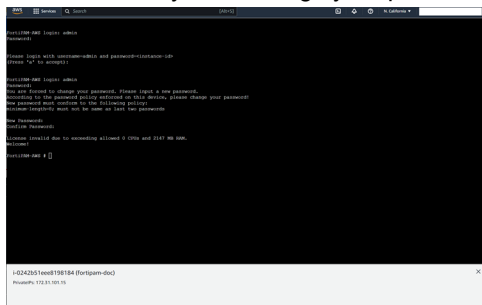 aws
Services
Search
[Alt+S]
N. California
FortiPAM-AWS login: admin
Password:
Please login with username=admin and password=<instance-id>
(Press 'a' to accept):
FortiPAM-AWS login: admin
Password:
You are forced to change your password. Please input a new password.
According to the password policy enforced on this device, please change your password!
New password must conform to the following policy:
minimum-length=8; must not be same as last two passwords
New Password:
Confirm Password:
License invalid due to exceeding allowed 0 CPUs and 2147 MB RAM.
Welcome!
FortiPAM-AWS #
i-0242b51eee8198184 (fortipam-doc)
PrivateIPs: 172.31.101.15